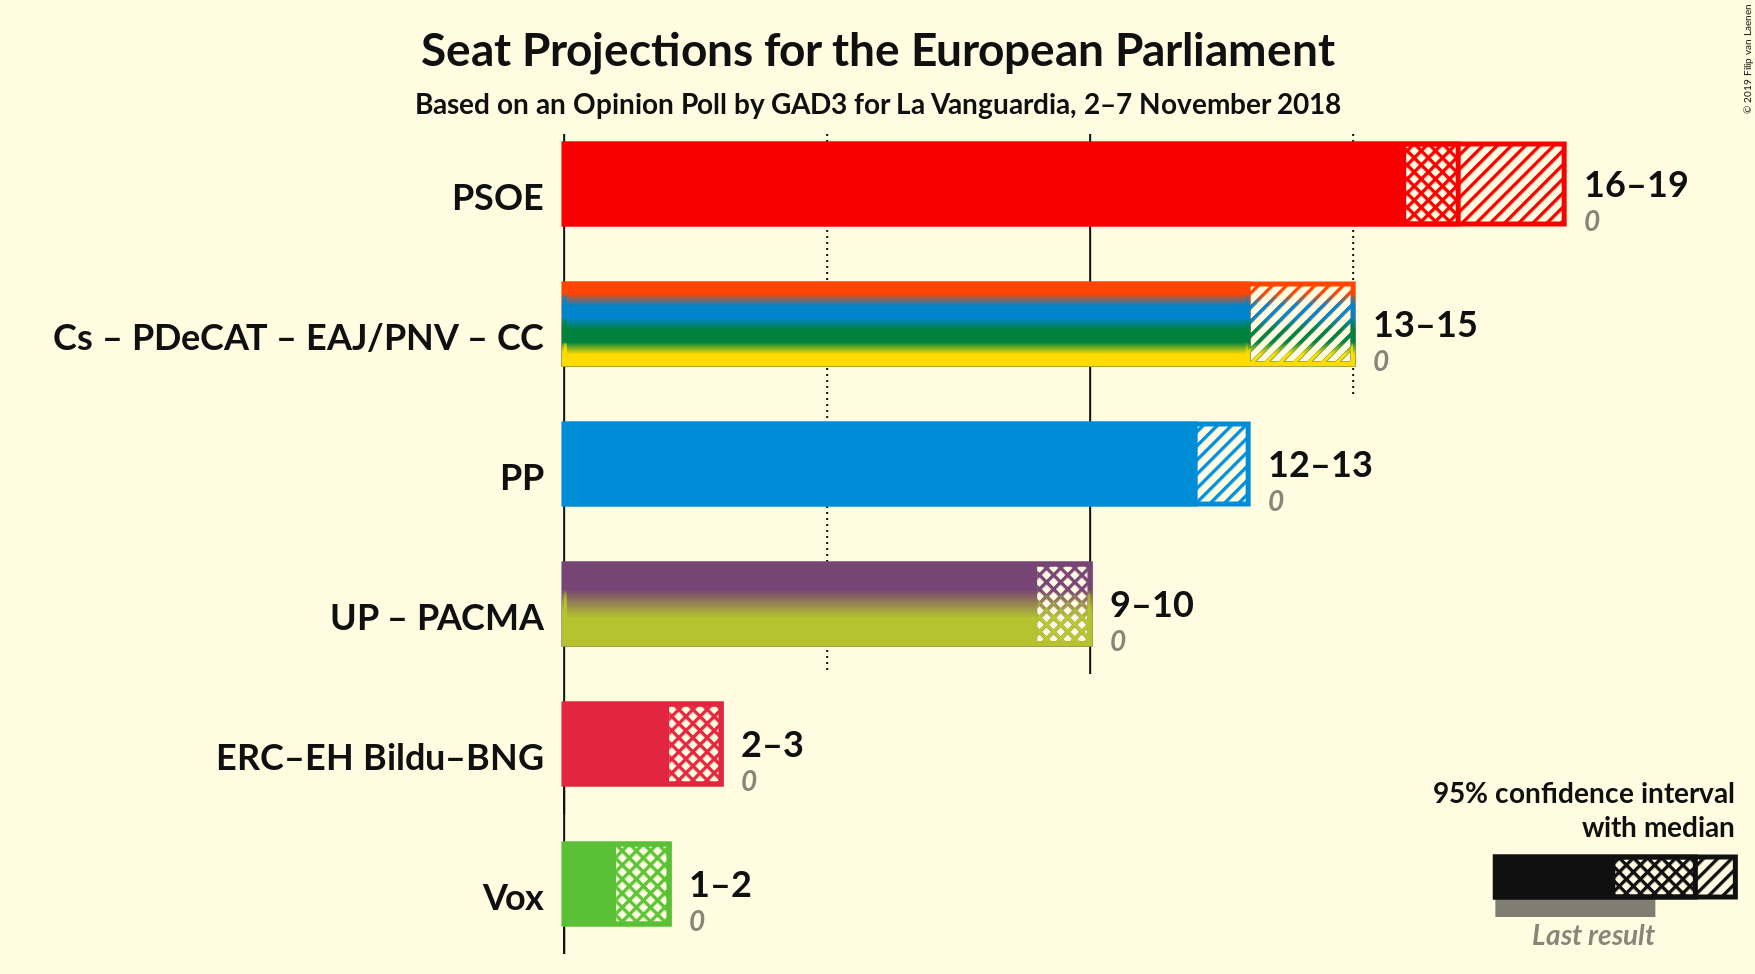 Seat Projections for the European Parliament
Based on an Opinion Poll by GAD3 for La Vanguardia, 2–7 November 2018
© 2019 Filip van Laenen
PSOE
16–19
0
Cs – PDeCAT – EAJ/PNV – CC
13–15
0
PP
12–13
0
UP – PACMA
9–10
0
ERC–EH Bildu–BNG
2–3
0
Vox
1–2
0
95% confidence interval
with median
Last result